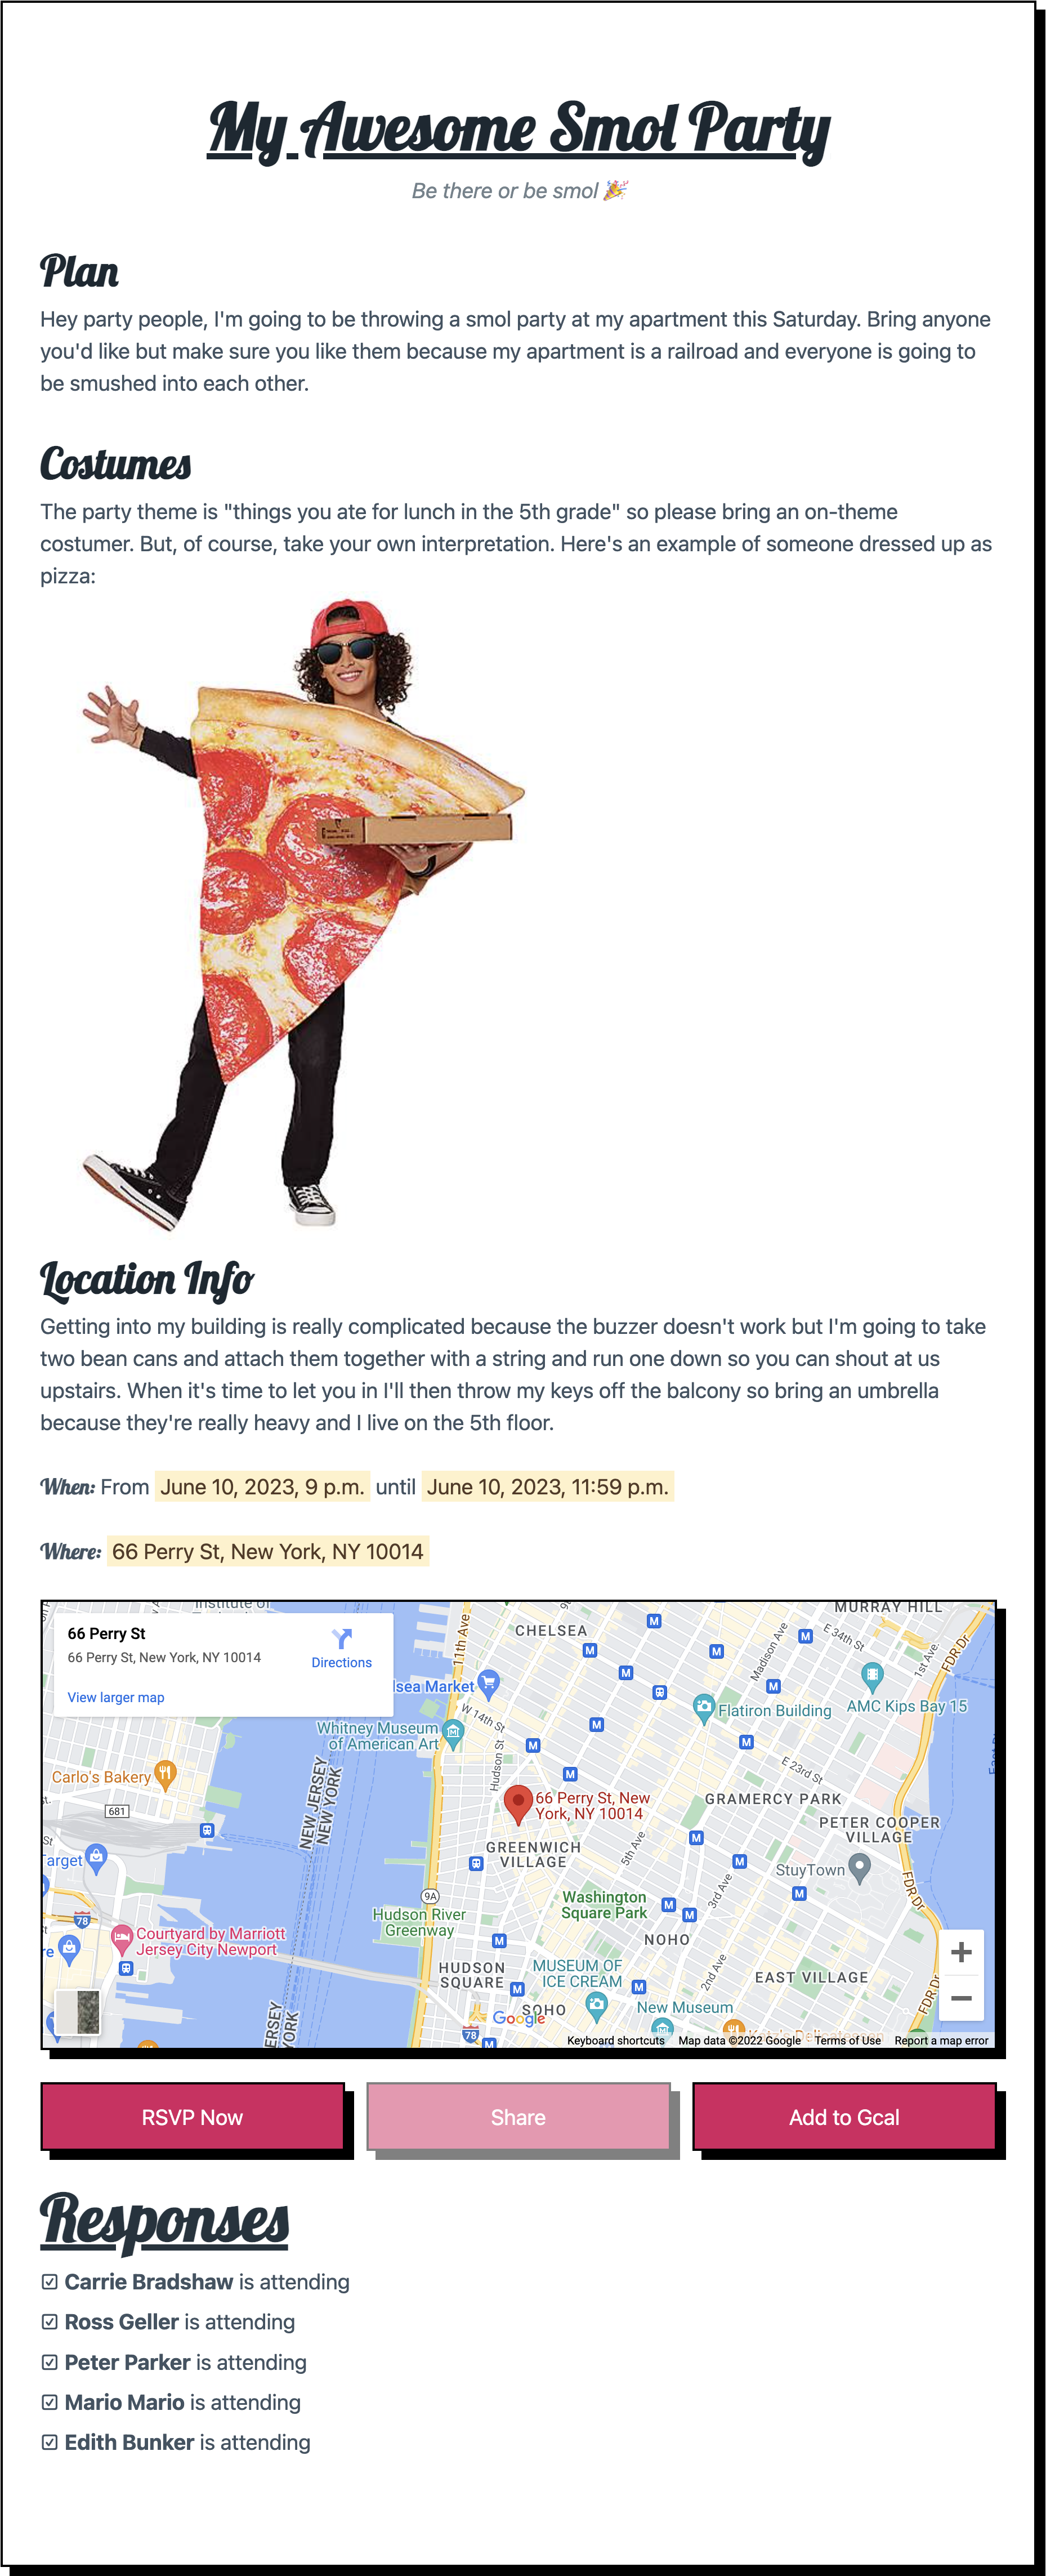 My Awesome Smol Party
Be there or be smol 🎉
Plan
Hey party people, I'm going to be throwing a smol party at my apartment this Saturday. Bring anyone
you'd like but make sure you like them because my apartment is a railroad and everyone is going to
be smushed into each other.
Costumes
The party theme is "things you ate for lunch in the 5th grade" so please bring an on-theme
costumer. But, of course, take your own interpretation. Here's an example of someone dressed up as
pizza:
Location Info
Getting into my building is really complicated because the buzzer doesn't work but I'm going to take
two bean cans and attach them together with a string and run one down so you can shout at us
upstairs. When it's time to let you in I'll then throw my keys off the balcony so bring an umbrella
because they're really heavy and I live on the 5th floor.
When: From June 10, 2023, 9 p.m. until June 10, 2023, 11:59 p.m.
Where: 66 Perry St, New York, NY 10014
Institute of
66 Perry St
66 Perry St, New York, NY 10014
Directions
View larger map
11th Ave
CHELSEA
MURRAY HILL
E 34th St
Madison Ave
1st Ave.
FDR Dr
lsea Market
W 14th St
Whitney Museum
of American Art
Flatiron Building
AMC Kips Bay 15
Carlo's Bakery
681
NEW JERSEY
NEW YORK
Hudson St
E 23rd St
66 Perry St, New
York, NY 10014
GRAMERCY PARK
PETER COOPER
VILLAGE
GREENWICH
VILLAGE
5th Ave
StuyTown
arget
3rd Ave
FDR Dr
9A
Washington
Square Park
Hudson River
Greenway
78
Courtyard by Marriott
Jersey City Newport
re
NOHO
HUDSON
SQUARE
MUSEUM OF
ICE CREAM
2nd Ave
EAST VILLAGE
FDR Dr
SOHO
New Museum
JERSEY
YORK
78
Google
Keyboard shortcuts Map data ©2022 Google Terms of Use Report a map error
RSVP Now
Share
Add to Gcal
Responses
Carrie Bradshaw is attending
Ross Geller is attending
Peter Parker is attending
Mario Mario is attending
Edith Bunker is attending